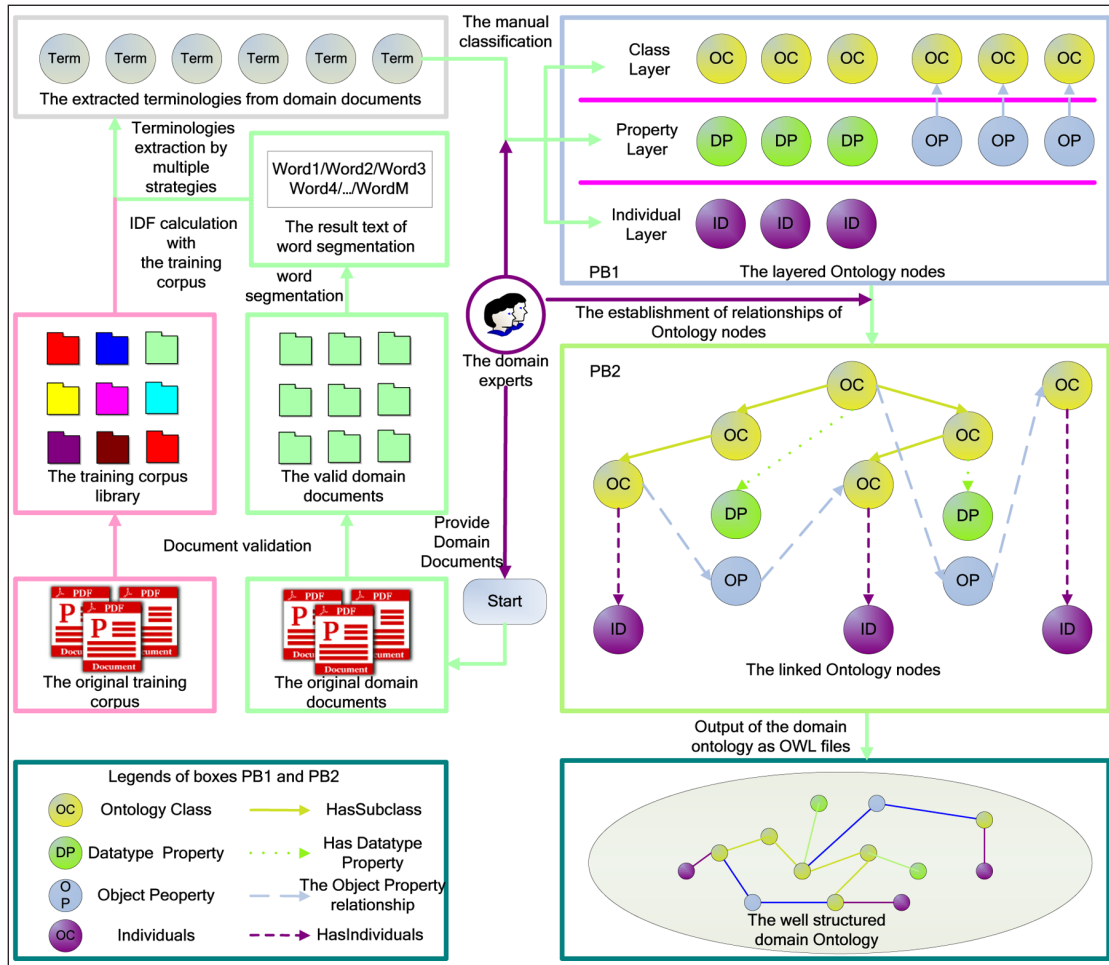 Term Term Term Term Term Term
The extracted terminologies from domain documents
The manual
classification
Terminologies
extraction by
multiple
strategies
IDF calculation
with
the training
corpus
Word1/Word2/Word3
Word4/.../WordM
The result text of
word segmentation
word
segmentation
The training corpus
library
The valid domain
documents
Document validation
PDF
PDF
PDF
P
P
P
Document
The original training
corpus
PDF
PDF
PDF
P
P
P
Document
The original domain
documents
The domain
experts
Provide
Domain
Documents
Start
Class
Layer
OC OC OC OC OC OC
Property
Layer
DP DP DP OP OP OP
Individual
Layer
ID ID ID
PB1
The layered Ontology nodes
The establishment of relationships of
Ontology nodes
PB2
OC OC
OC OC
OC OC
DP DP
OP OP
ID ID ID
The linked Ontology nodes
Output of the domain
ontology as OWL files
The well structured
domain Ontology
Legends of boxes PB1 and PB2
OC Ontology Class HasSubclass
DP Datatype Property Has Datatype
Property
O
P
Object Peoperty The Object Property
relationship
OC Individuals HasIndividuals